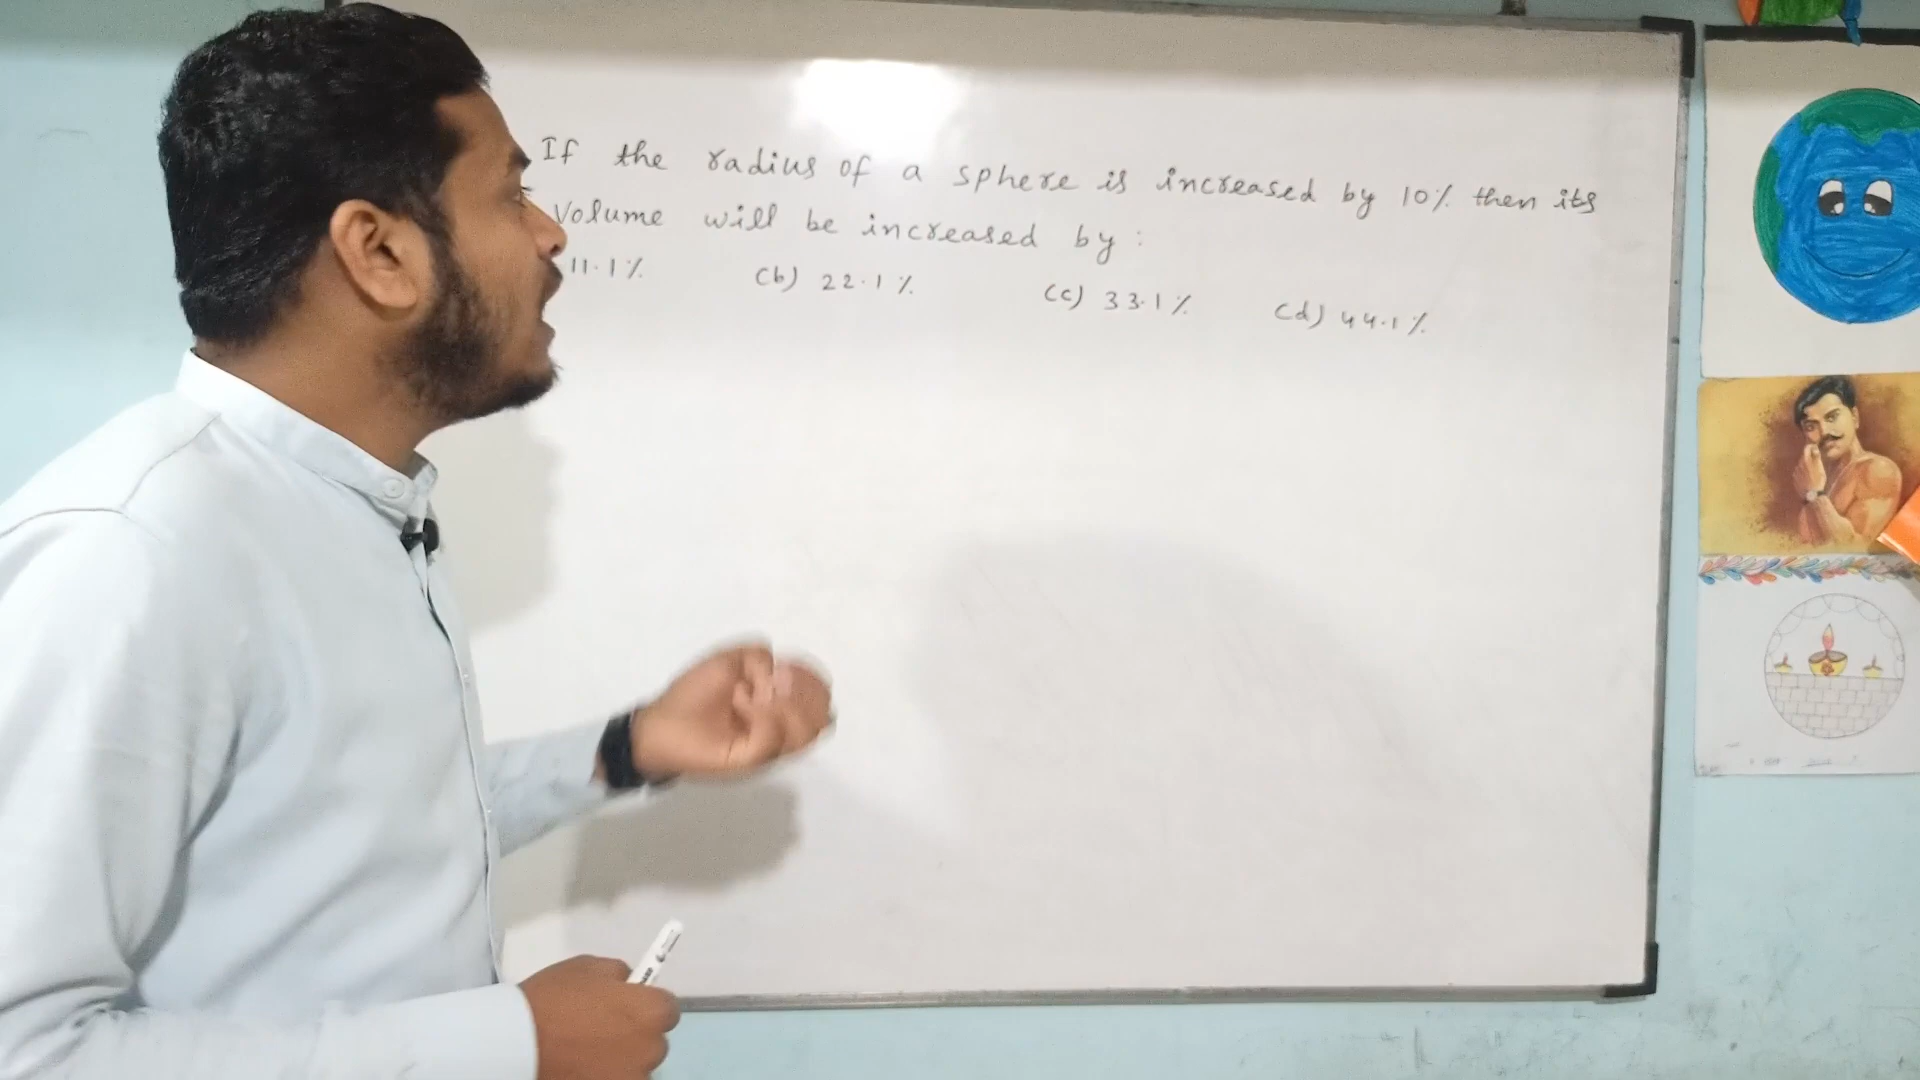 If the radius of a sphere is increased by 10% then its
Volume will be increased by :
11.1% (b) 22.1% (c) 33.1% (d) 44.1%